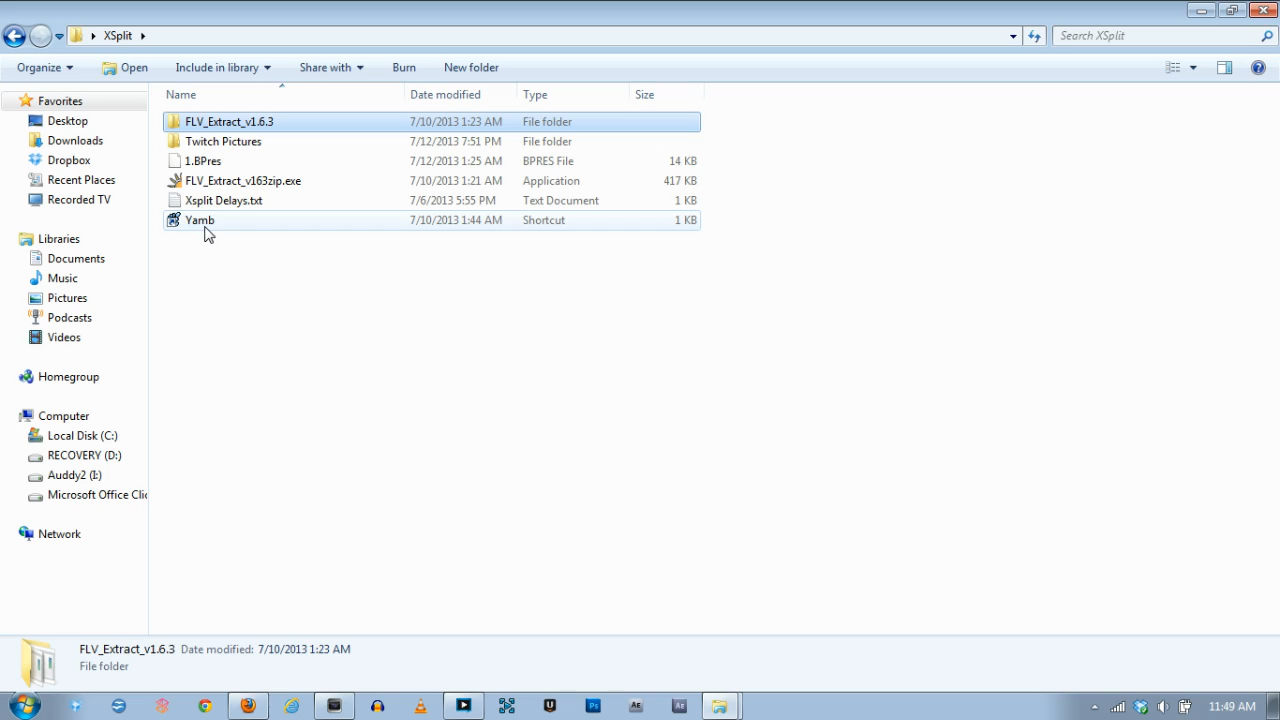 XSplit
Search XSplit
Organize
Open
Include in library
Share with
Burn
New folder
Name
Date modified
Type
Size
Favorites
Desktop
Downloads
Dropbox
Recent Places
Recorded TV
Libraries
Documents
Music
Pictures
Podcasts
Videos
Homegroup
Computer
Local Disk (C:)
RECOVERY (D:)
Auddy2 (I:)
Microsoft Office Clic
Network
FLV_Extract_v1.6.3 7/10/2013 1:23 AM File folder
Twitch Pictures 7/12/2013 7:51 PM File folder
1.BPres 7/12/2013 1:25 AM BPRES File 14 KB
FLV_Extract_v163zip.exe 7/10/2013 1:21 AM Application 417 KB
Xsplit Delays.txt 7/6/2013 5:55 PM Text Document 1 KB
Yamb 7/10/2013 1:44 AM Shortcut 1 KB
FLV_Extract_v1.6.3 Date modified: 7/10/2013 1:23 AM
File folder
Ps
AE
Ae
11:49 AM